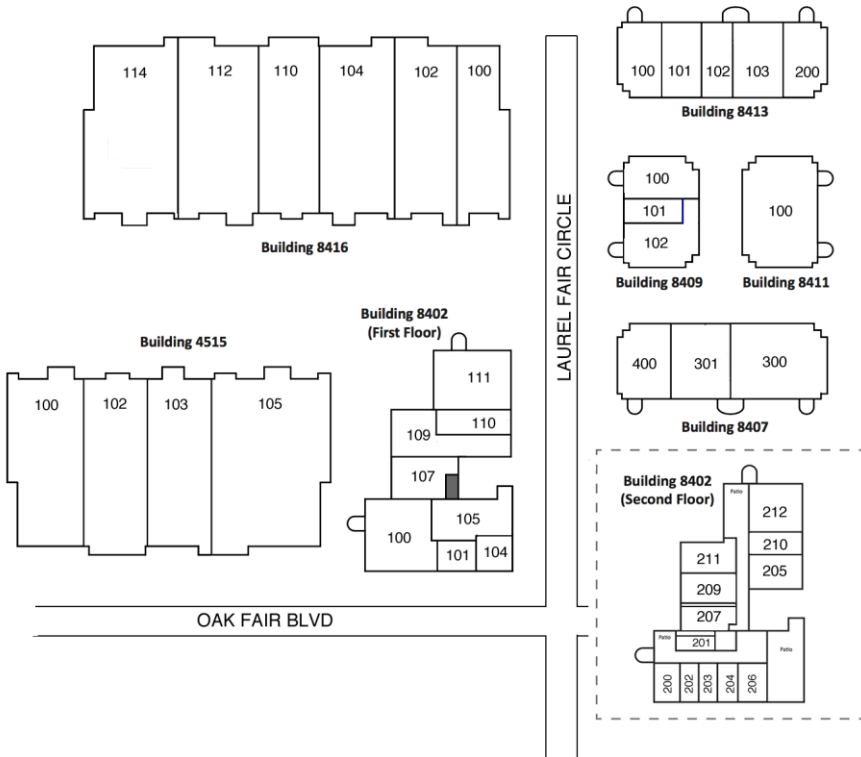 114
112
110
104
102
100
Building 8416
100
101
102
103
200
Building 8413
100
101
102
Building 8409
100
Building 8411
LAUREL FAIR CIRCLE
Building 4515
100
102
103
105
Building 8402
(First Floor)
111
110
109
107
105
100
101
104
400
301
300
Building 8407
Building 8402
(Second Floor)
Patio
212
210
205
211
209
207
Patio
201
Patio
200
202
203
204
206
OAK FAIR BLVD